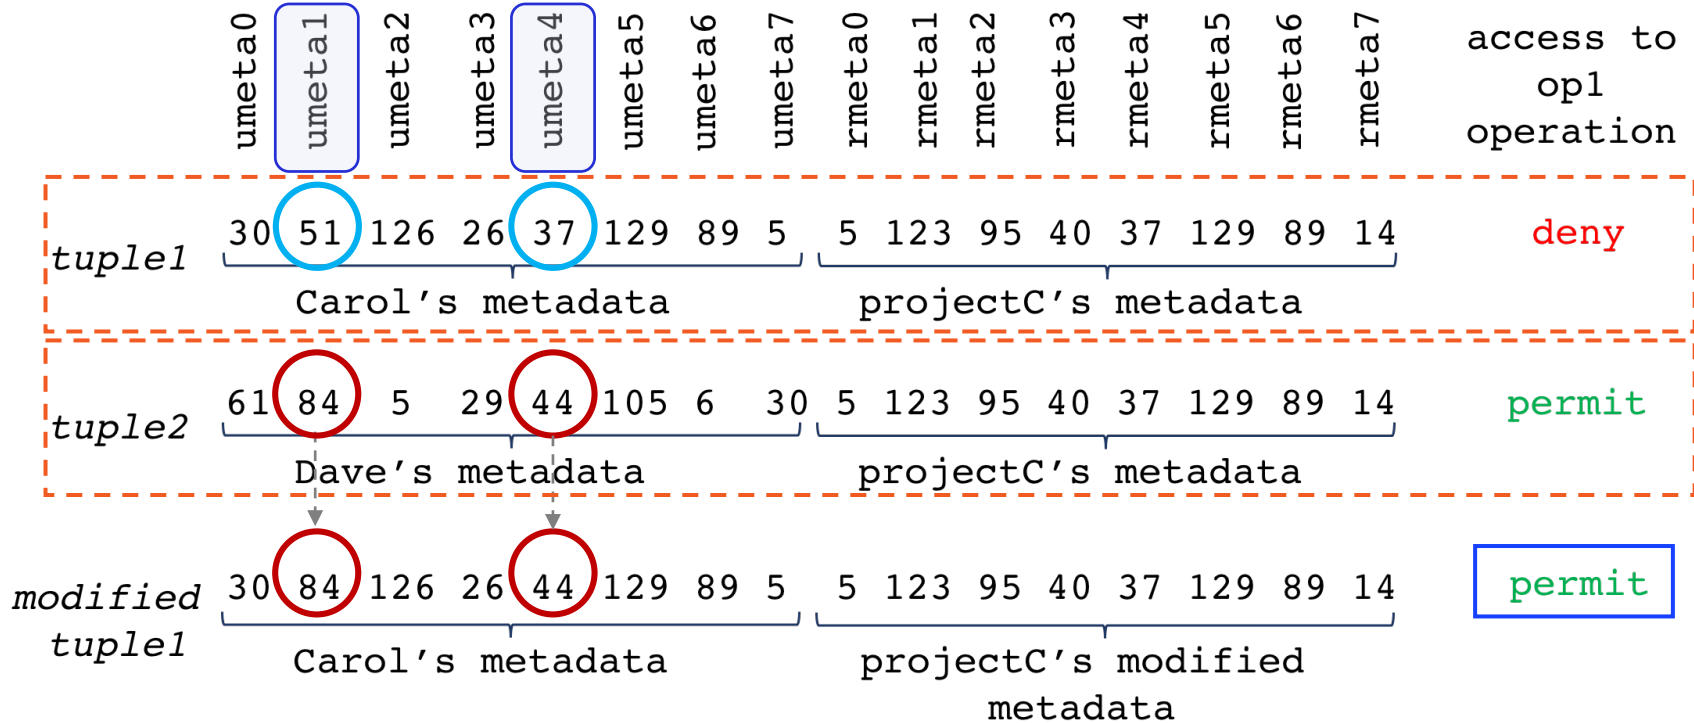 umeta0 umeta1 umeta2 umeta3 umeta4 umeta5 umeta6 umeta7 rmeta0 rmeta1 rmeta2 rmeta3 rmeta4 rmeta5 rmeta6 rmeta7
access to
op1
operation
tuple1 30 51 126 26 37 129 89 5 5 123 95 40 37 129 89 14 deny
Carol’s metadata projectC’s metadata
tuple2 61 84 5 29 44 105 6 30 5 123 95 40 37 129 89 14 permit
Dave’s metadata projectC’s metadata
modified
tuple1
30 84 126 26 44 129 89 5 5 123 95 40 37 129 89 14 permit
Carol’s metadata projectC’s modified
metadata